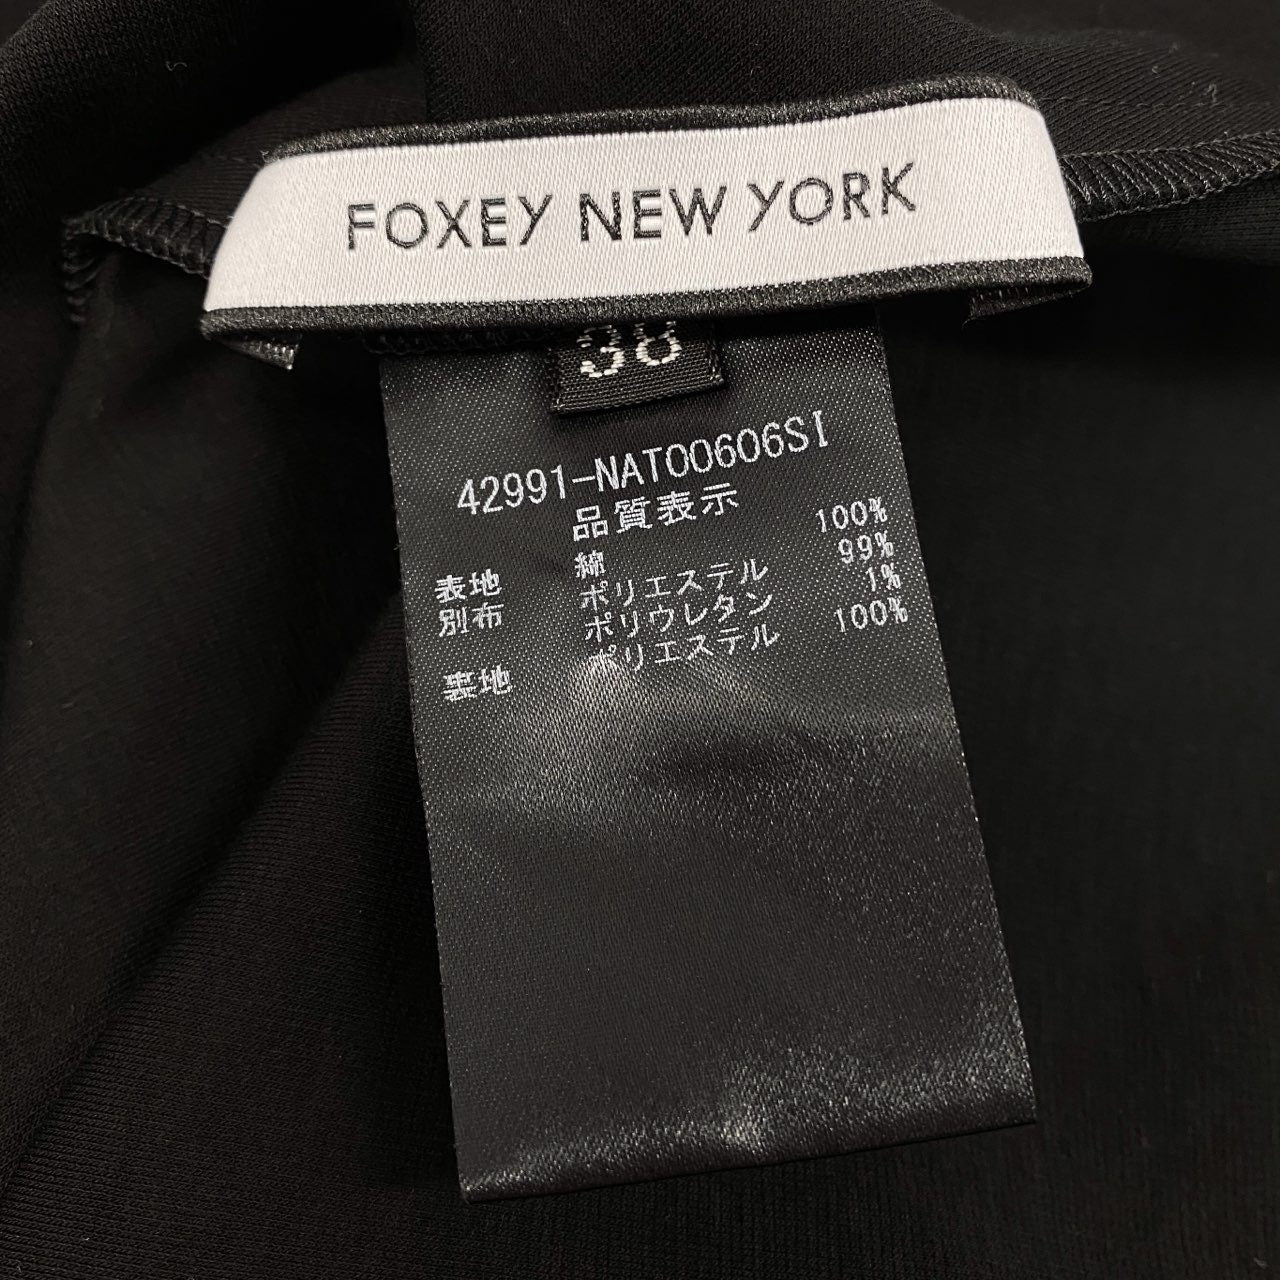 FOXEY NEW YORK
38
42991-NAT00606SI
品質表示
表地 綿 100%
別布 ポリエステル 99%
ポリウレタン 1%
裏地 ポリエステル 100%